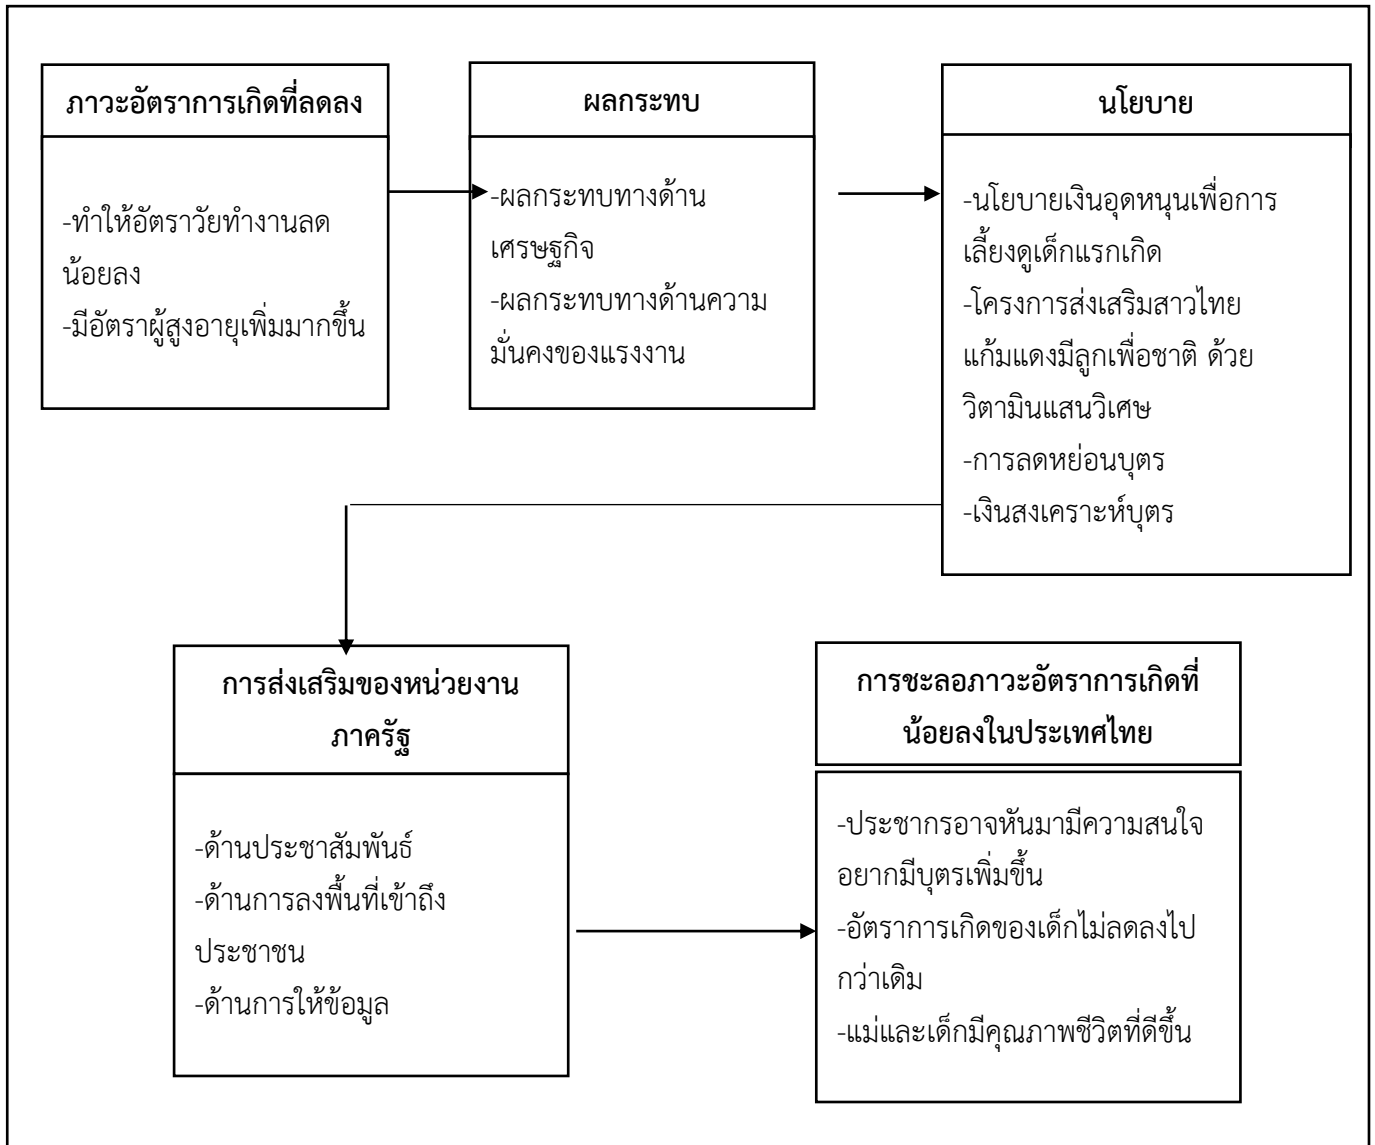 ภาวะอัตราการเกิดที่ลดลง
-ทำให้อัตราวัยทำงานลด
น้อยลง
-มีอัตราผู้สูงอายุเพิ่มมากขึ้น
ผลกระทบ
-ผลกระทบทางด้าน
เศรษฐกิจ
-ผลกระทบทางด้านความ
มั่นคงของแรงงาน
นโยบาย
-นโยบายเงินอุดหนุนเพื่อการ
เลี้ยงดูเด็กแรกเกิด
-โครงการส่งเสริมสาวไทย
แก้มแดงมีลูกเพื่อชาติ ด้วย
วิตามินแสนวิเศษ
-การลดหย่อนบุตร
-เงินสงเคราะห์บุตร
การส่งเสริมของหน่วยงาน
ภาครัฐ
-ด้านประชาสัมพันธ์
-ด้านการลงพื้นที่เข้าถึง
ประชาชน
-ด้านการให้ข้อมูล
การชะลอภาวะอัตราการเกิดที่
น้อยลงในประเทศไทย
-ประชากรอาจหันมามีความสนใจ
อยากมีบุตรเพิ่มขึ้น
-อัตราการเกิดของเด็กไม่ลดลงไป
กว่าเดิม
-แม่และเด็กมีคุณภาพชีวิตที่ดีขึ้น